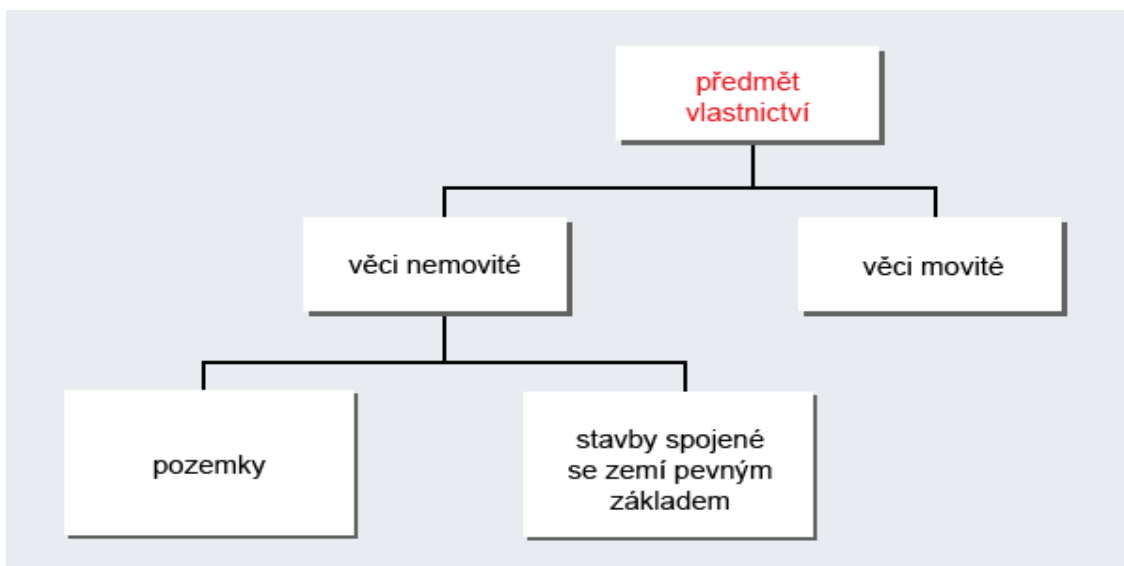 předmět
vlastnictví
věci nemovité
věci movité
pozemky
stavby spojené
se zemí pevným
základem